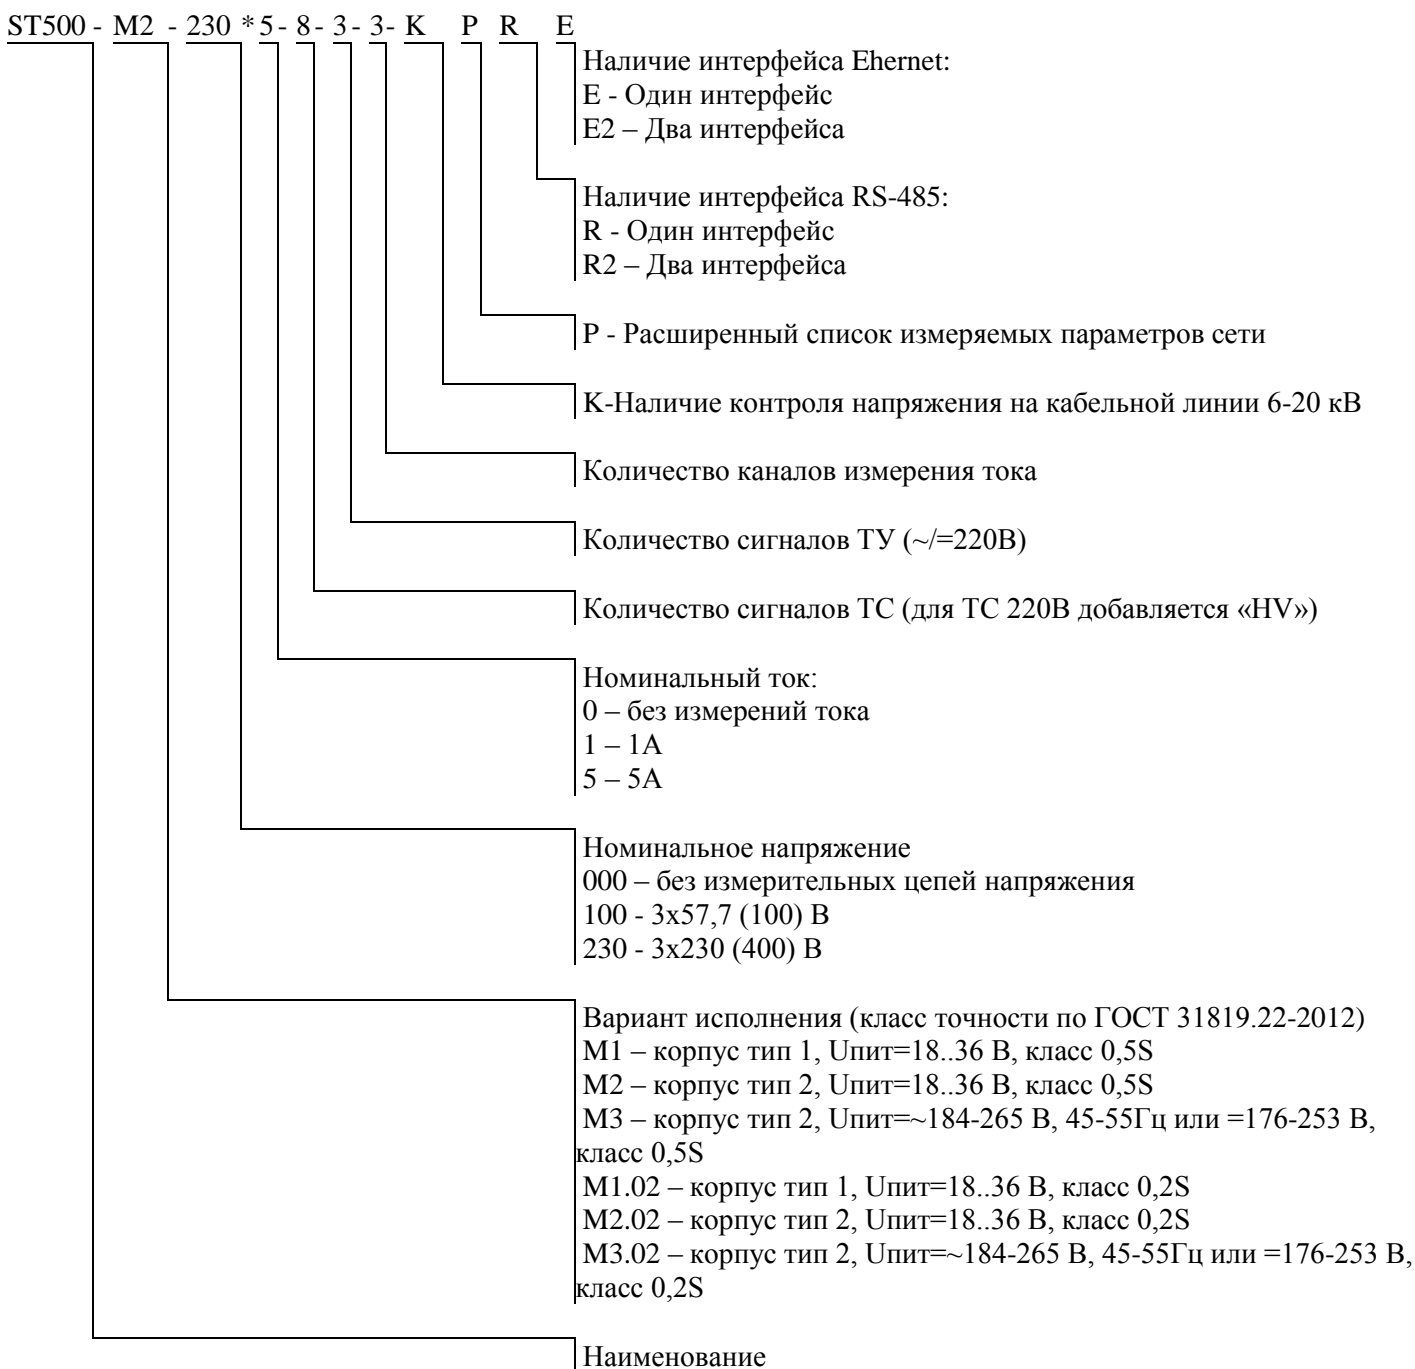 ST500 - M2 - 230 * 5 - 8 - 3 - 3 - K P R E
Наличие интерфейса Ehernet:
E - Один интерфейс
E2 – Два интерфейса
Наличие интерфейса RS-485:
R - Один интерфейс
R2 – Два интерфейса
P - Расширенный список измеряемых параметров сети
K-Наличие контроля напряжения на кабельной линии 6-20 кВ
Количество каналов измерения тока
Количество сигналов ТУ (~/=220В)
Количество сигналов ТС (для ТС 220В добавляется «HV»)
Номинальный ток:
0 – без измерений тока
1 – 1А
5 – 5А
Номинальное напряжение
000 – без измерительных цепей напряжения
100 - 3x57,7 (100) В
230 - 3x230 (400) В
Вариант исполнения (класс точности по ГОСТ 31819.22-2012)
M1 – корпус тип 1, Uпит=18..36 В, класс 0,5S
M2 – корпус тип 2, Uпит=18..36 В, класс 0,5S
M3 – корпус тип 2, Uпит=~184-265 В, 45-55Гц или =176-253 В,
класс 0,5S
M1.02 – корпус тип 1, Uпит=18..36 В, класс 0,2S
M2.02 – корпус тип 2, Uпит=18..36 В, класс 0,2S
M3.02 – корпус тип 2, Uпит=~184-265 В, 45-55Гц или =176-253 В,
класс 0,2S
Наименование